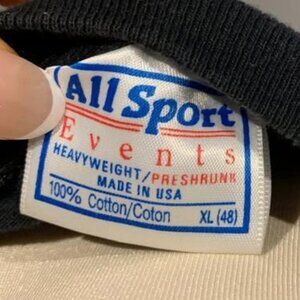 All Sport
Events
HEAVYWEIGHT/PRESHRUNK
MADE IN USA
100% Cotton/Coton XL (48)